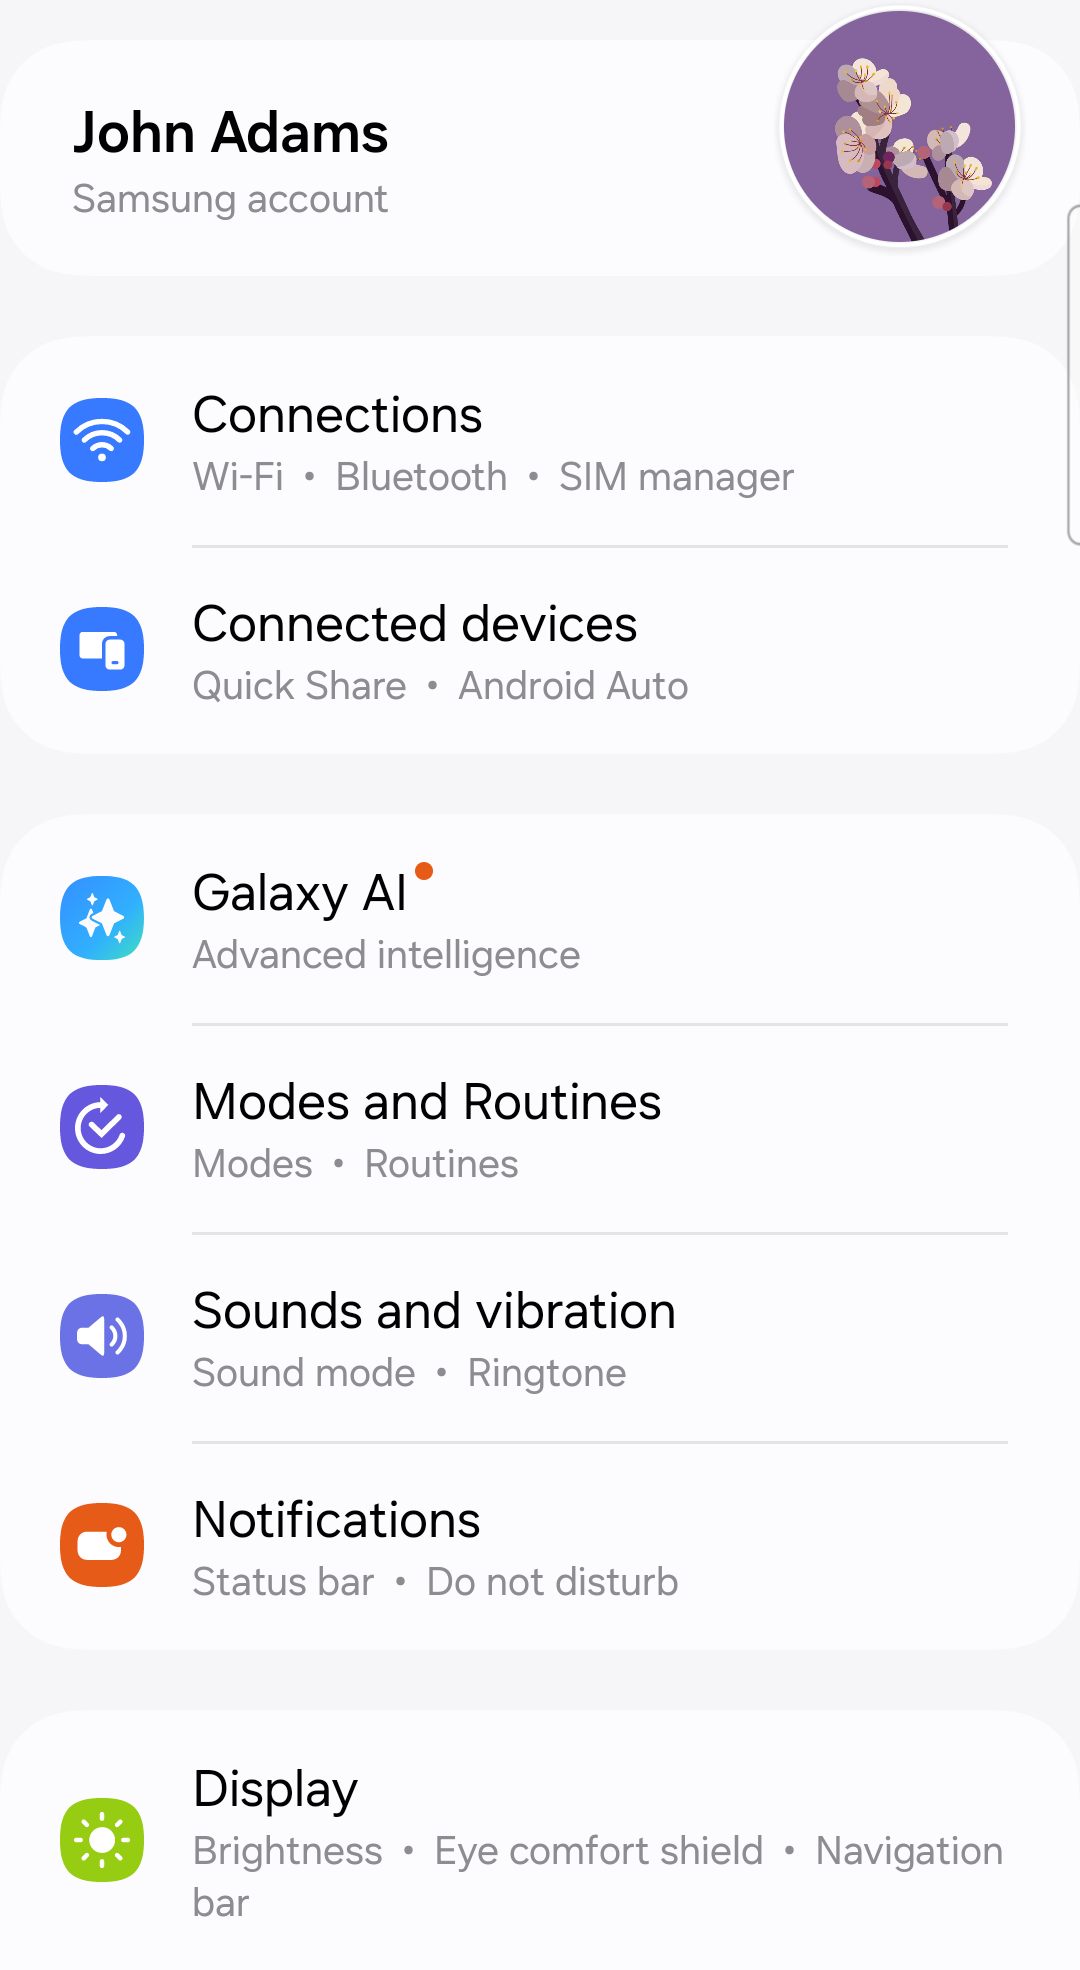 John Adams
Samsung account
Connections
Wi-Fi • Bluetooth • SIM manager
Connected devices
Quick Share • Android Auto
Galaxy AI
Advanced intelligence
Modes and Routines
Modes • Routines
Sounds and vibration
Sound mode • Ringtone
Notifications
Status bar • Do not disturb
Display
Brightness • Eye comfort shield • Navigation
bar